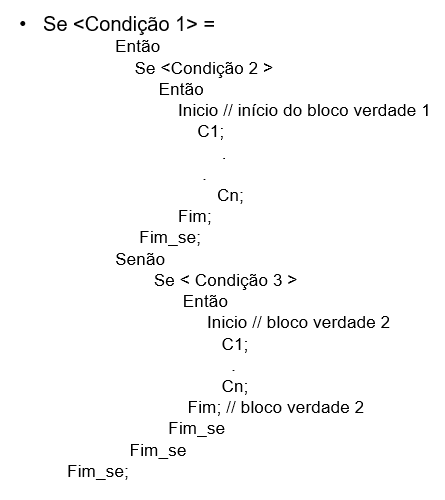 • Se <Condição 1> =
Então
Se <Condição 2 >
Então
Inicio // início do bloco verdade 1
C1;
.
.
Cn;
Fim;
Fim_se;
Senão
Se < Condição 3 >
Então
Inicio // bloco verdade 2
C1;
.
Cn;
Fim; // bloco verdade 2
Fim_se
Fim_se
Fim_se;